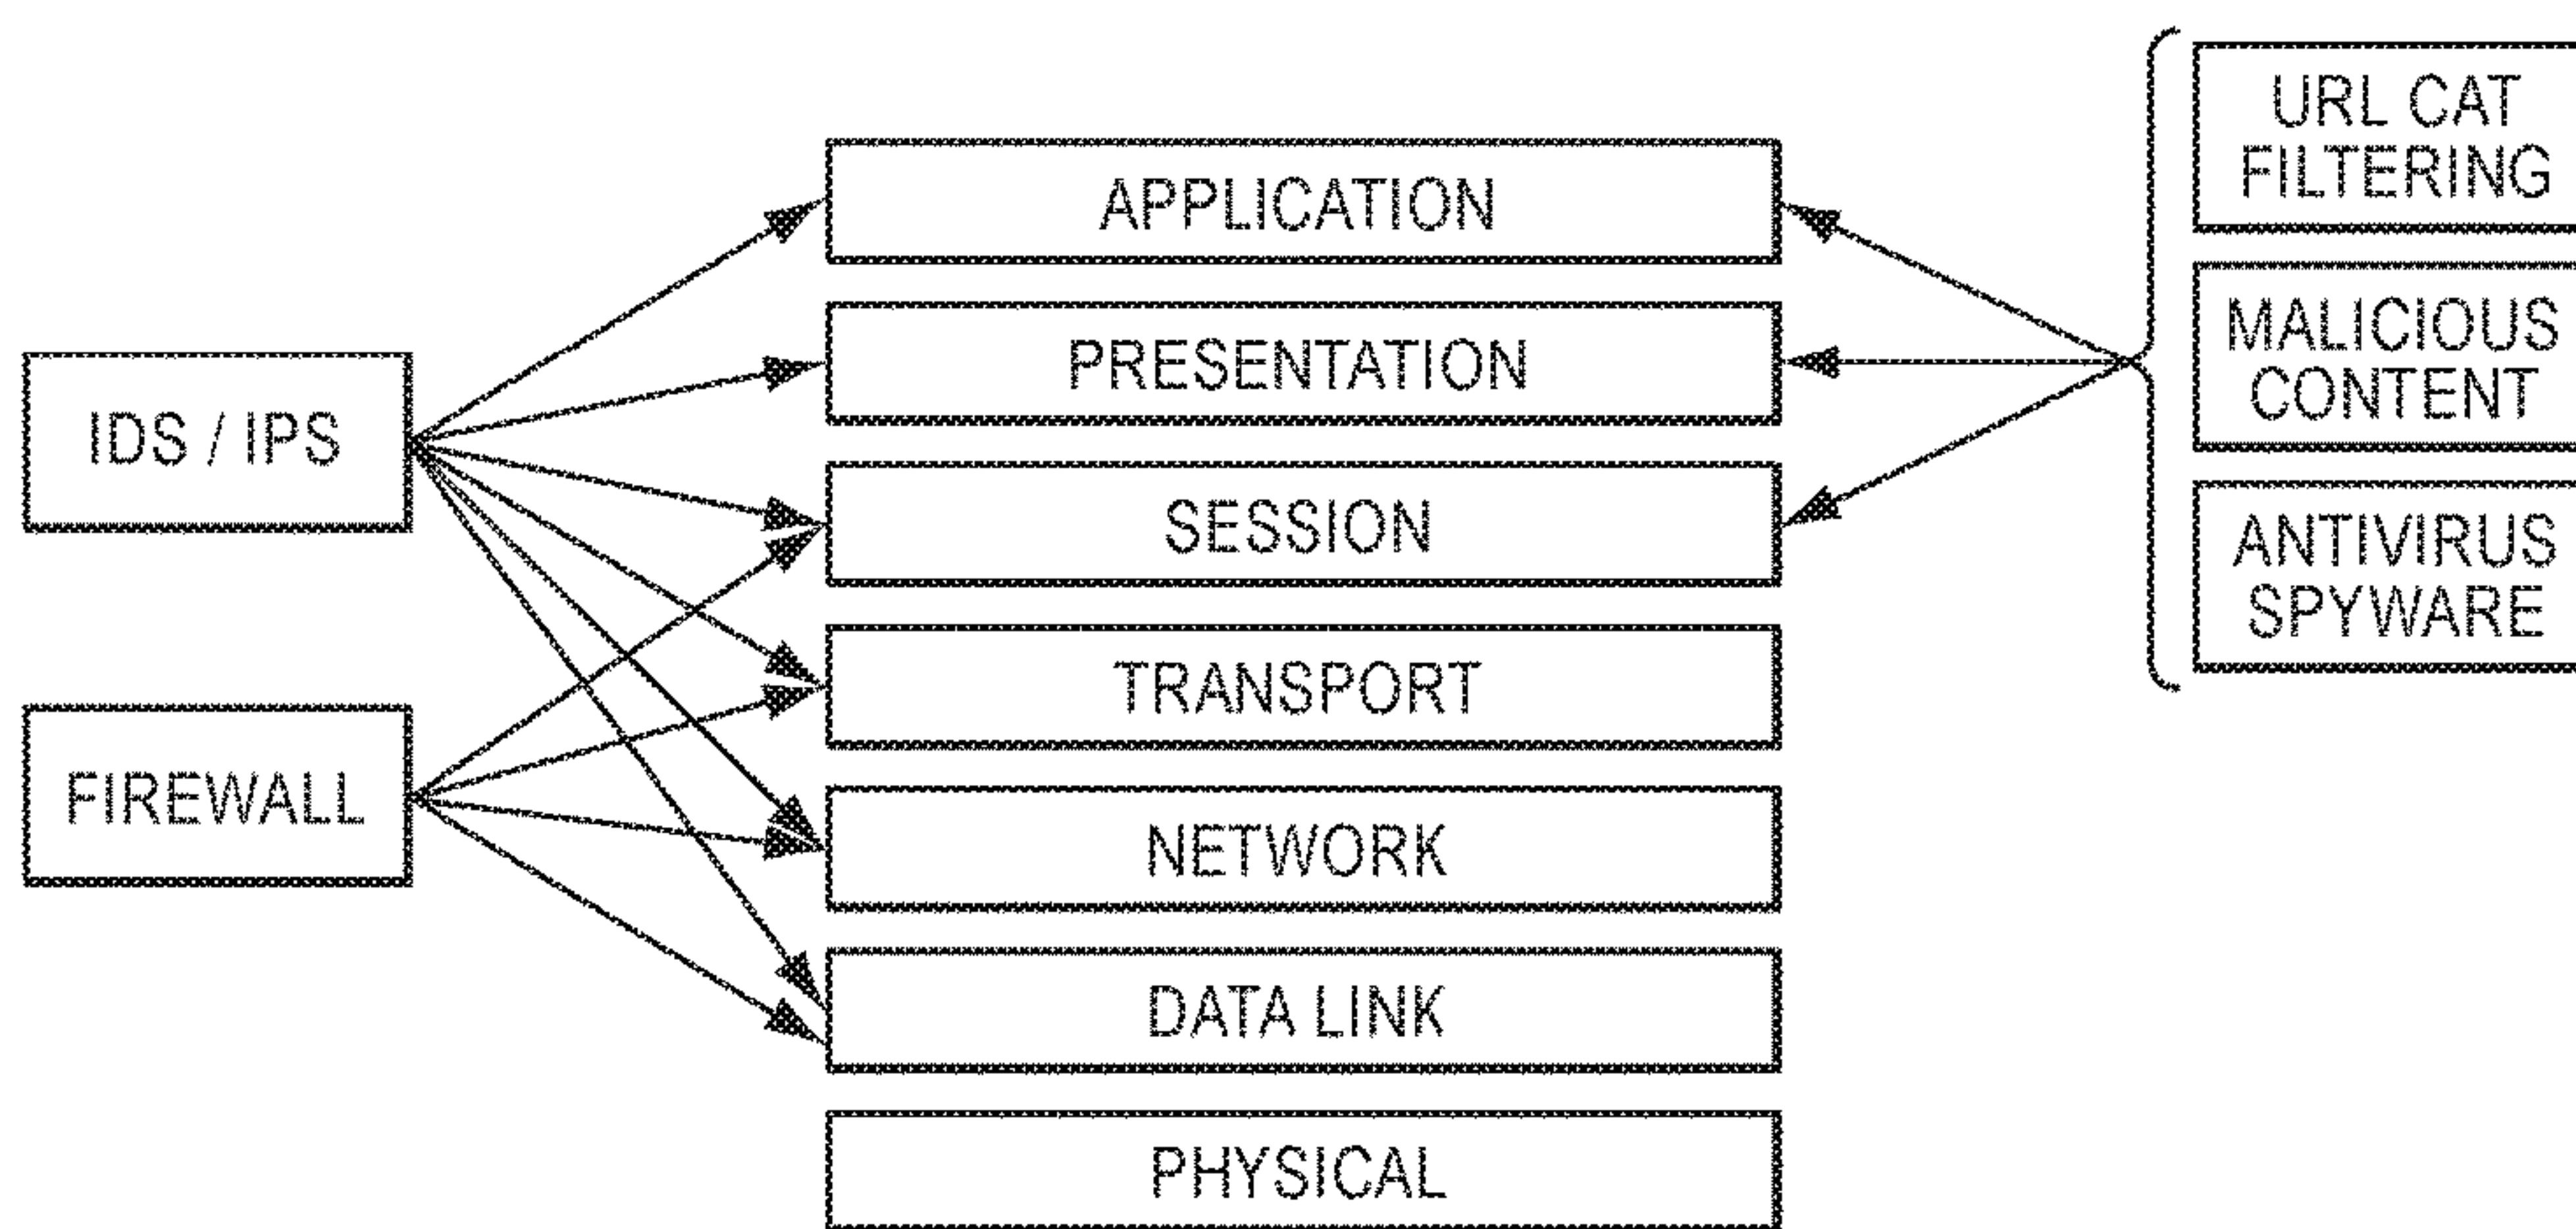 IDS / IPS
FIREWALL
APPLICATION
PRESENTATION
SESSION
TRANSPORT
NETWORK
DATA LINK
PHYSICAL
URL CAT
FILTERING
MALICIOUS
CONTENT
ANTIVIRUS
SPYWARE